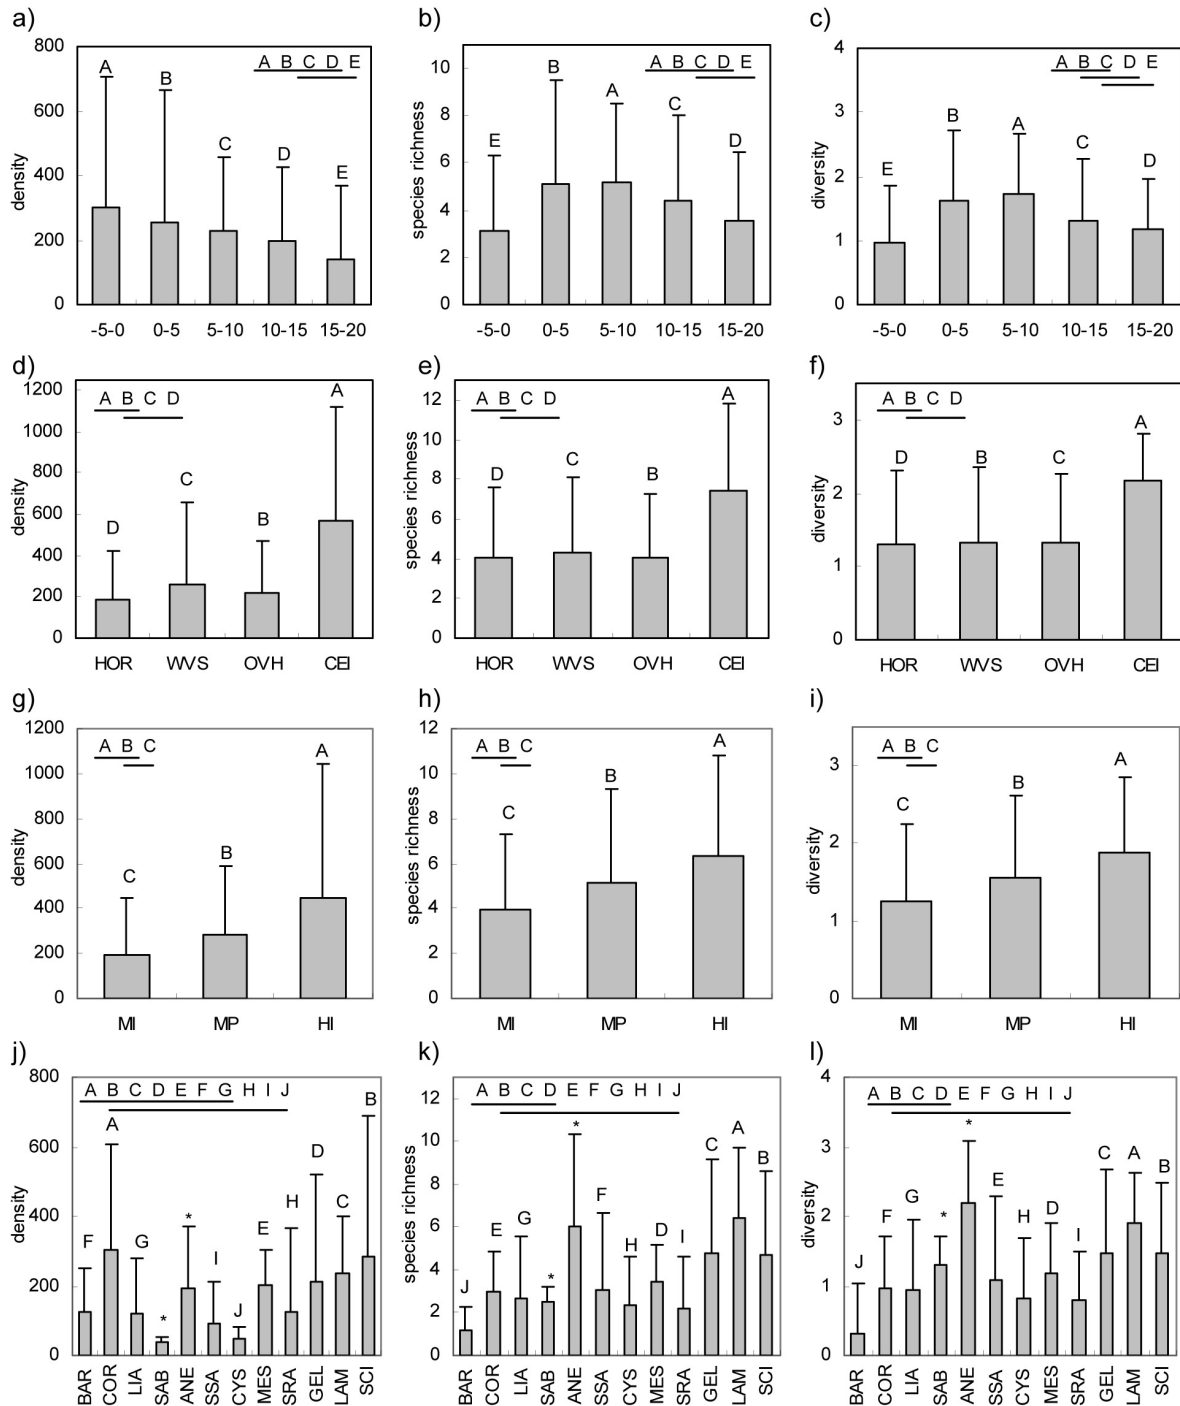 a)
800
600
400
200
0
density
A B C D E
A
B
C
D
E
-5-0 0-5 5-10 10-15 15-20
b)
10
8
6
4
2
0
species richness
A B C D E
E
B
A
C
D
-5-0 0-5 5-10 10-15 15-20
c)
4
3
2
1
0
diversity
A B C D E
E
B
A
C
D
-5-0 0-5 5-10 10-15 15-20
d)
1200
1000
800
600
400
200
0
density
A B C D
D
C
B
A
HOR WVS OVH CEI
e)
12
10
8
6
4
2
0
species richness
A B C D
D
C
B
A
HOR WVS OVH CEI
f)
3
2
1
0
diversity
A B C D
D
B
C
A
HOR WVS OVH CEI
g)
1200
1000
800
600
400
200
0
density
A B C
C
B
A
MI MP HI
h)
12
10
8
6
4
2
0
species richness
A B C
C
B
A
MI MP HI
i)
3
2
1
0
diversity
A B C
C
B
A
MI MP HI
j)
800
600
400
200
0
density
A B C D E F G H I J
F
A
G
*
*
I
J
E
H
D
C
B
BAR COR LIA SAB ANE SSA CYS MES SRA GEL LAM SCI
k)
12
10
8
6
4
2
0
species richness
A B C D E F G H I J
J
E
G
*
*
F
H
D
I
C
A
B
BAR COR LIA SAB ANE SSA CYS MES SRA GEL LAM SCI
l)
4
3
2
1
0
diversity
A B C D E F G H I J
J
F
G
*
*
E
H
D
I
C
A
B
BAR COR LIA SAB ANE SSA CYS MES SRA GEL LAM SCI